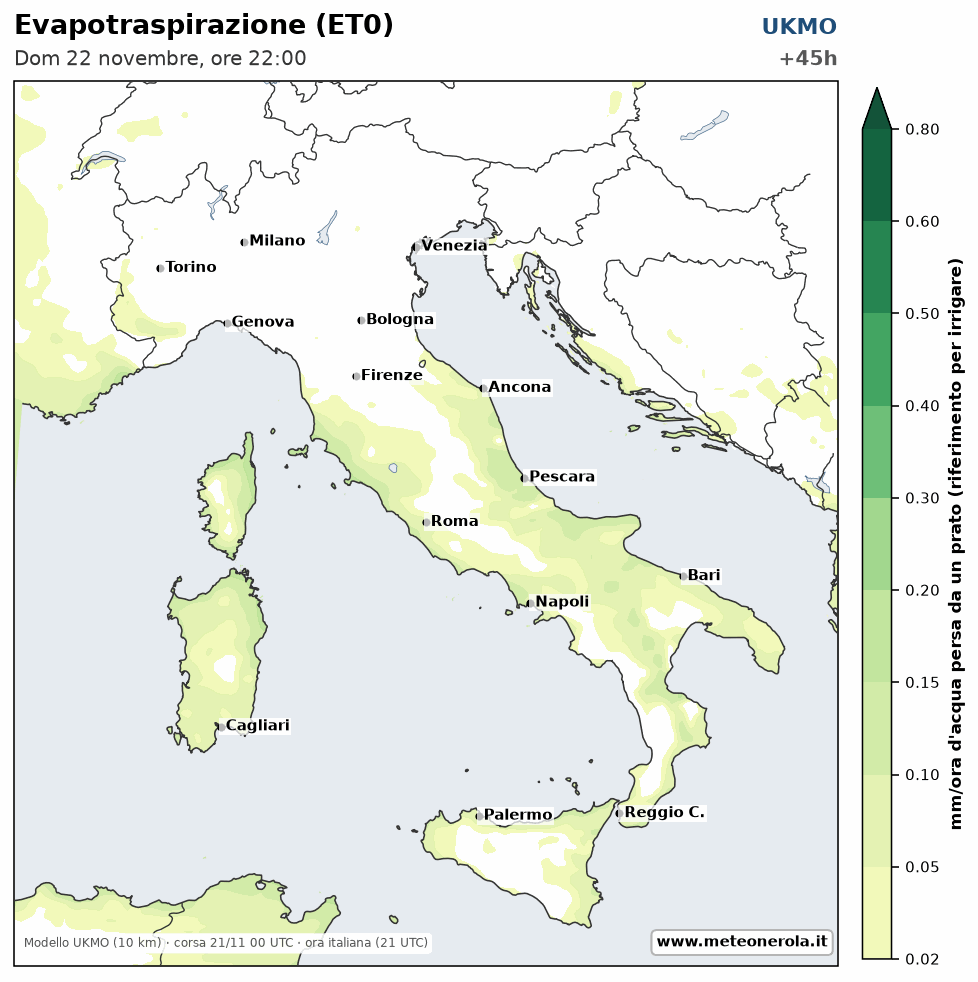 Evapotraspirazione (ET0)
UKMO
Dom 22 novembre, ore 22:00
+45h
Milano
Venezia
Torino
Genova
Bologna
Firenze
Ancona
Pescara
Roma
Bari
Napoli
Cagliari
Palermo
Reggio C.
Modello UKMO (10 km) · corsa 21/11 00 UTC · ora italiana (21 UTC)
www.meteonerola.it
0.80
0.60
0.50
0.40
0.30
0.20
0.15
0.10
0.05
0.02
mm/ora d'acqua persa da un prato (riferimento per irrigare)